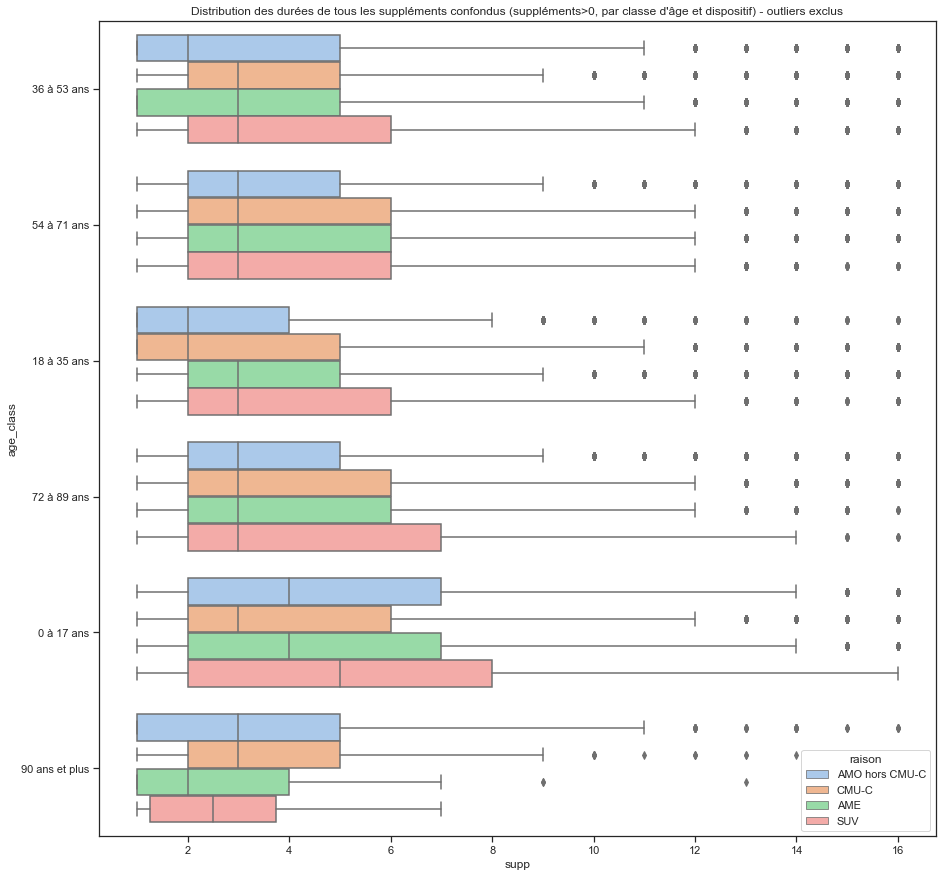 Distribution des durées de tous les suppléments confondus (suppléments>0, par classe d'âge et dispositif) - outliers exclus
36 à 53 ans
54 à 71 ans
18 à 35 ans
age_class
72 à 89 ans
0 à 17 ans
90 ans et plus
raison
AMO hors CMU-C
CMU-C
AME
SUV
2 4 6 8 10 12 14 16
supp